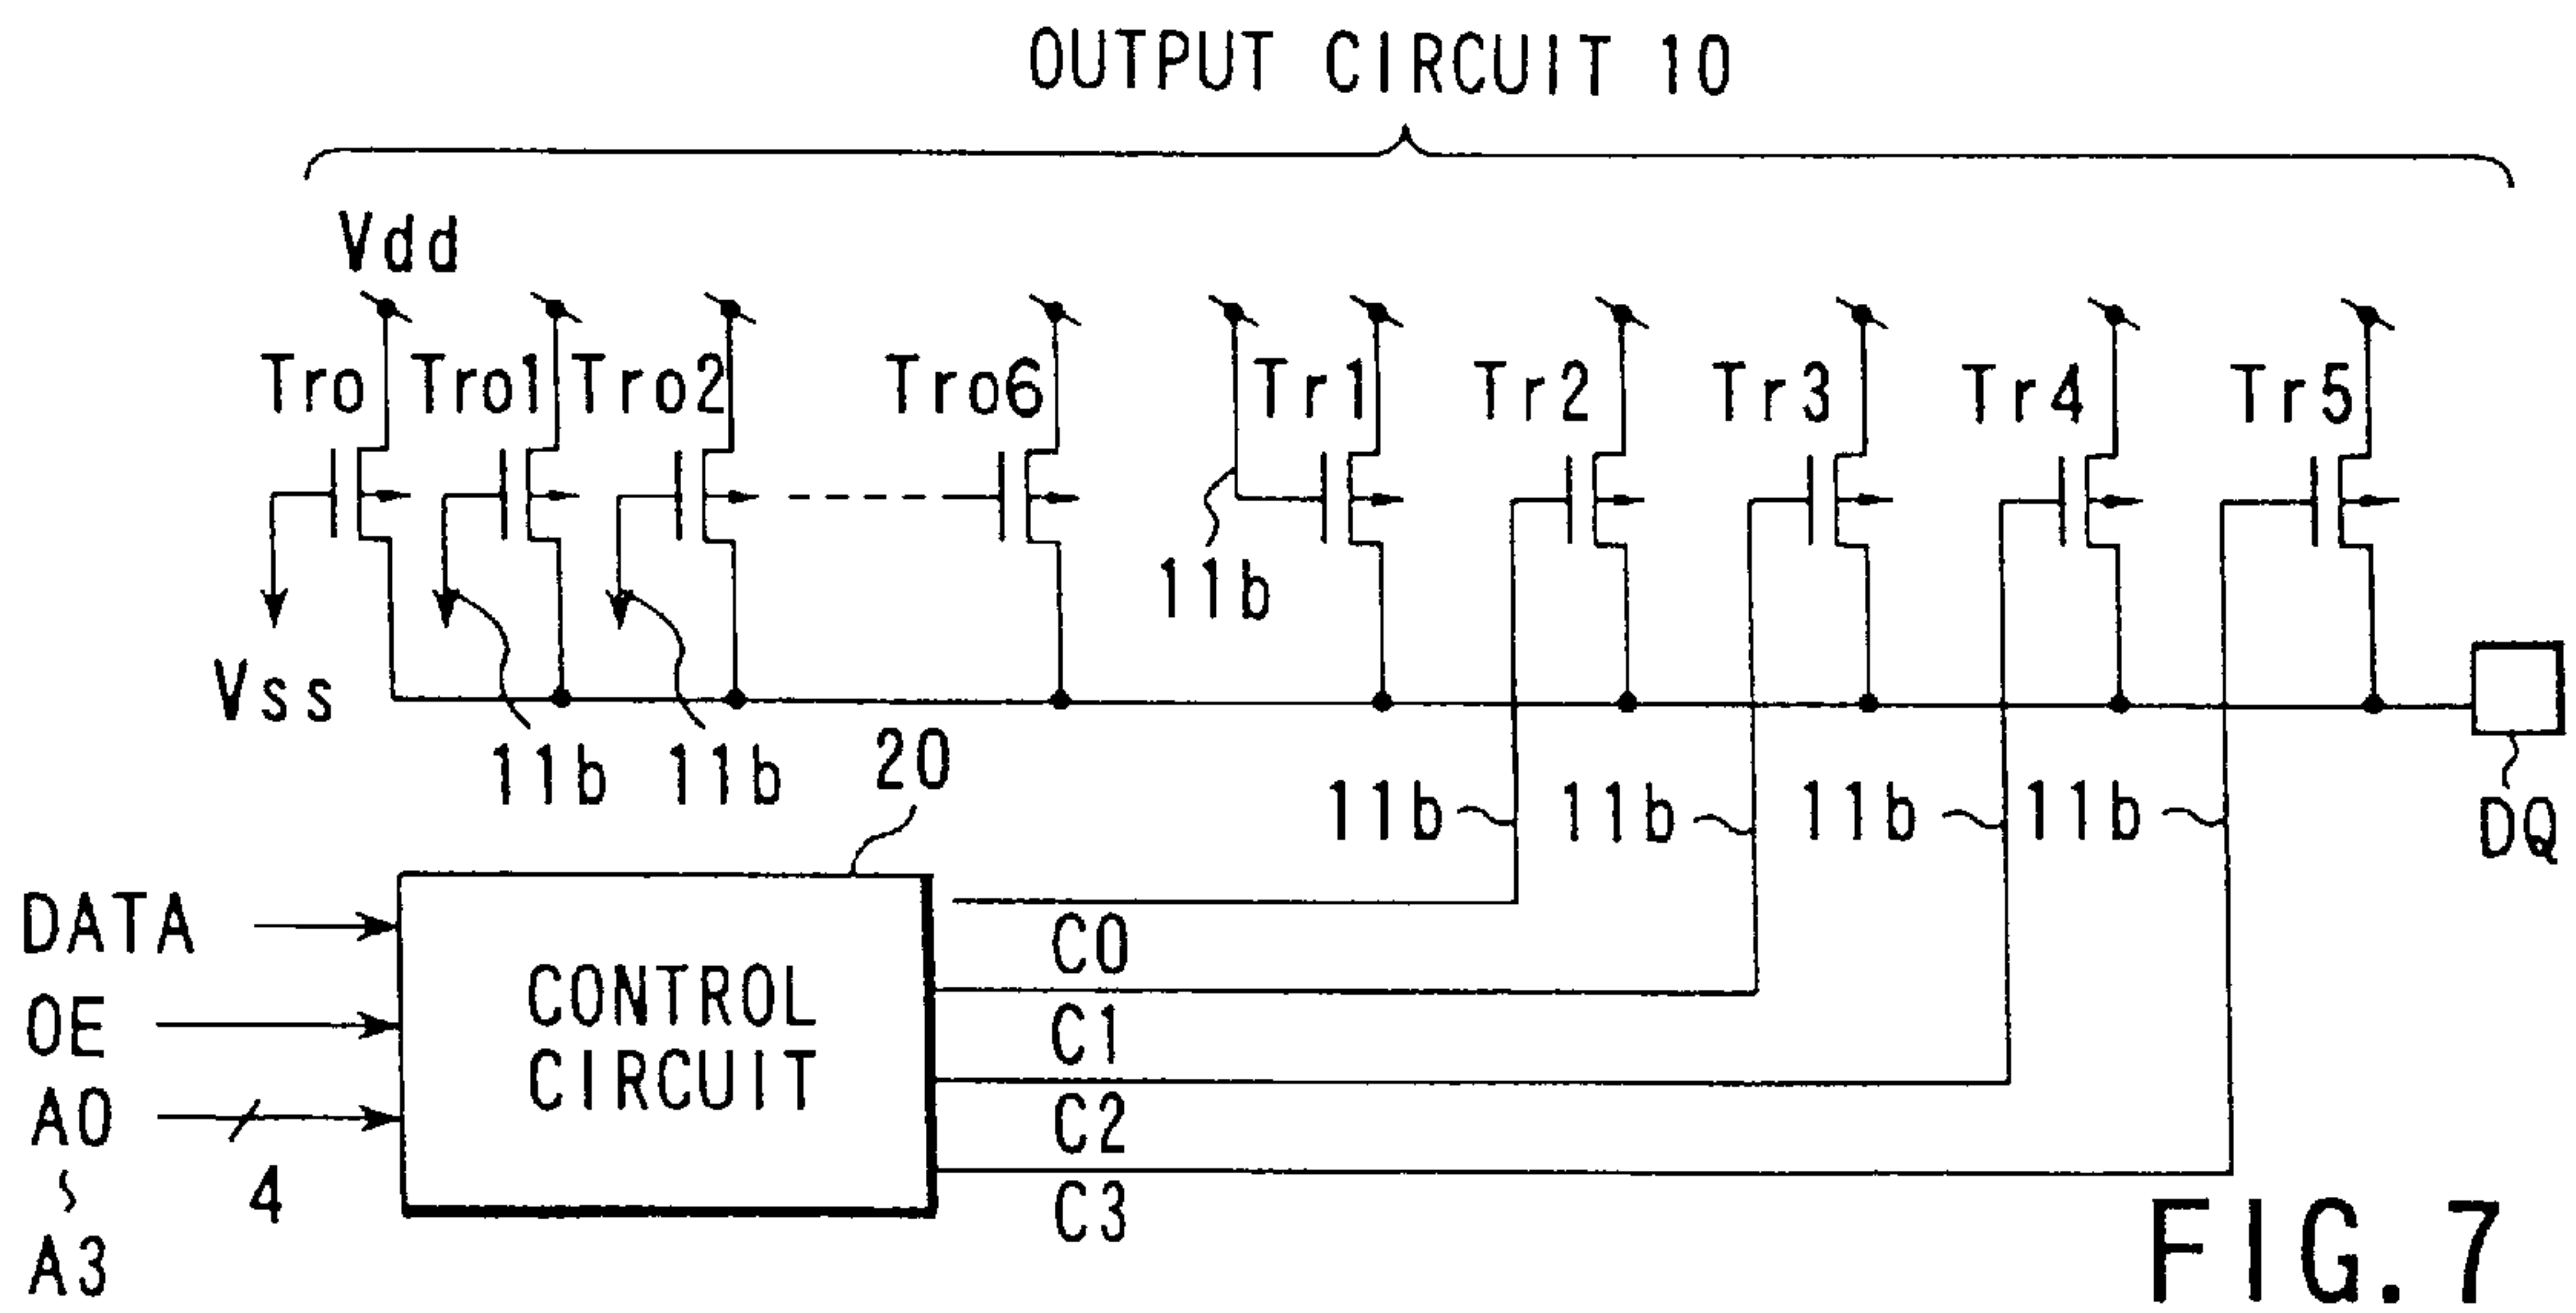 OUTPUT CIRCUIT 10
Vdd
Tro Tro1 Tro2 Tro6 Tr1 Tr2 Tr3 Tr4 Tr5
11b
Vss
11b 11b 20 11b 11b 11b 11b DQ
DATA
C0
CONTROL
OE
C1
CIRCUIT
A0
C2
4
C3
A3
FIG. 7